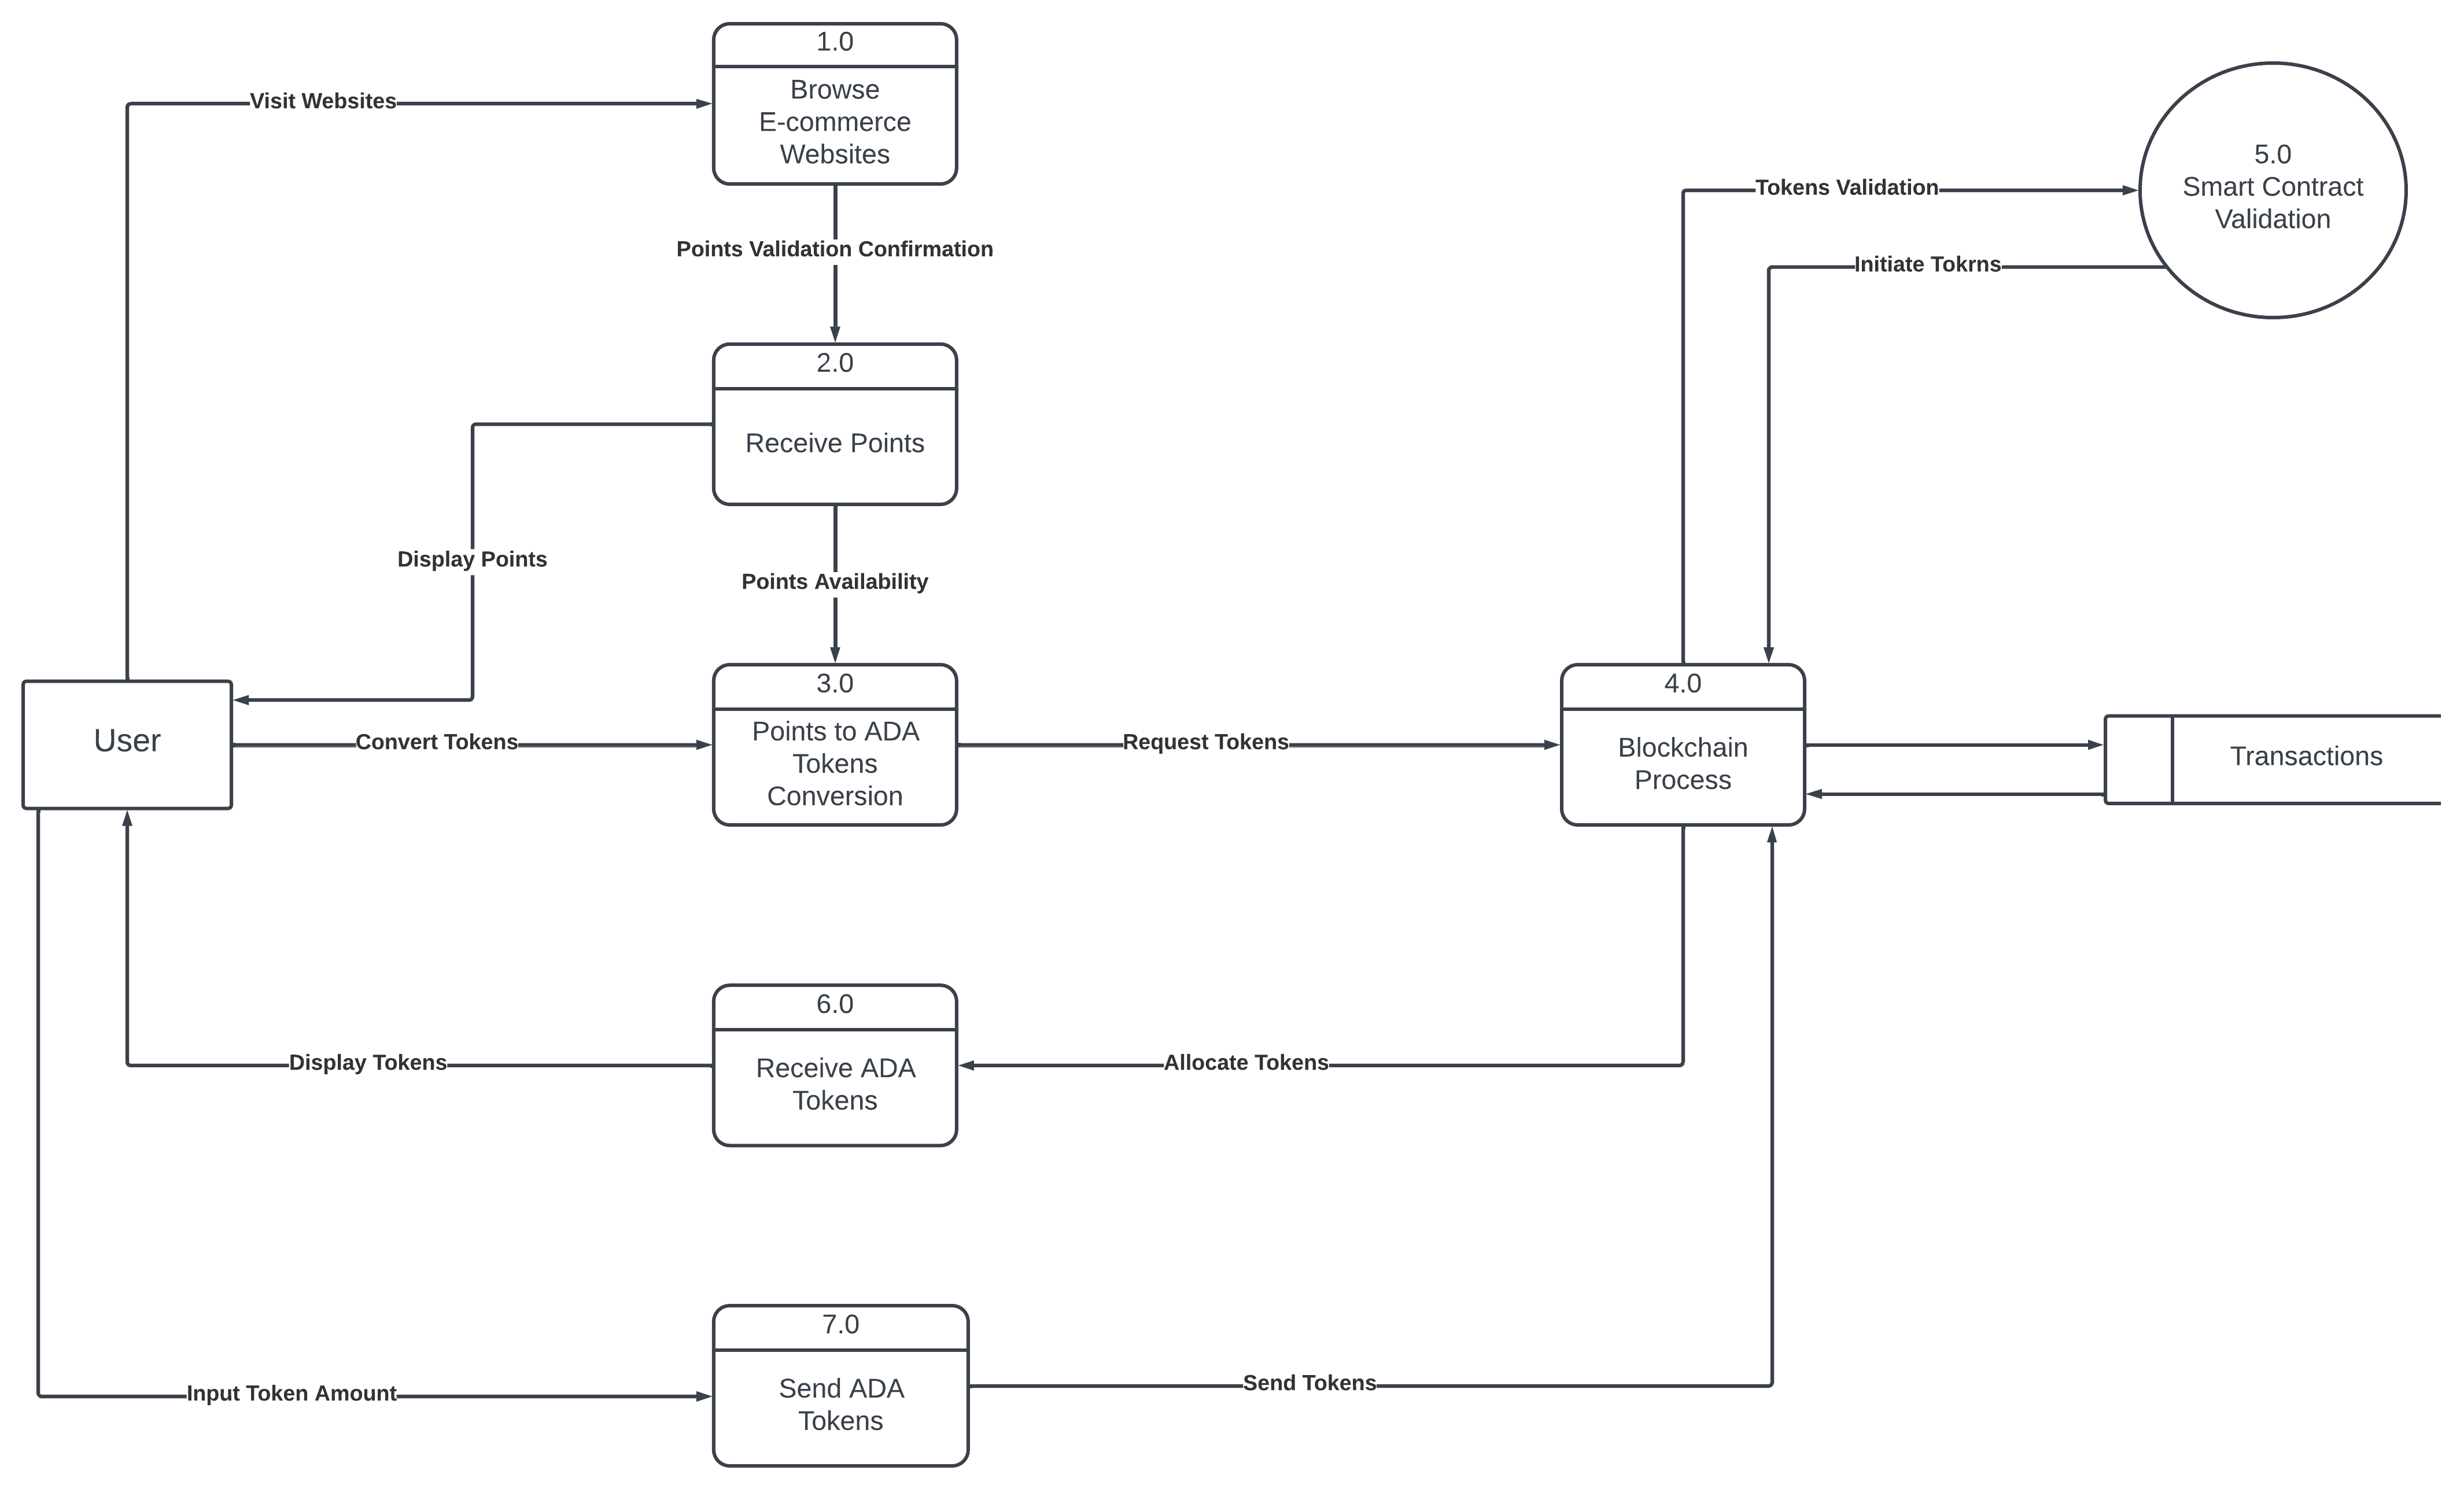 1.0
Browse
E-commerce
Websites
Visit Websites
5.0
Smart Contract
Validation
Tokens Validation
Points Validation Confirmation
Initiate Tokrns
2.0
Receive Points
Display Points
Points Availability
User
Convert Tokens
3.0
Points to ADA
Tokens
Conversion
Request Tokens
4.0
Blockchain
Process
Transactions
6.0
Receive ADA
Tokens
Display Tokens
Allocate Tokens
7.0
Send ADA
Tokens
Input Token Amount
Send Tokens